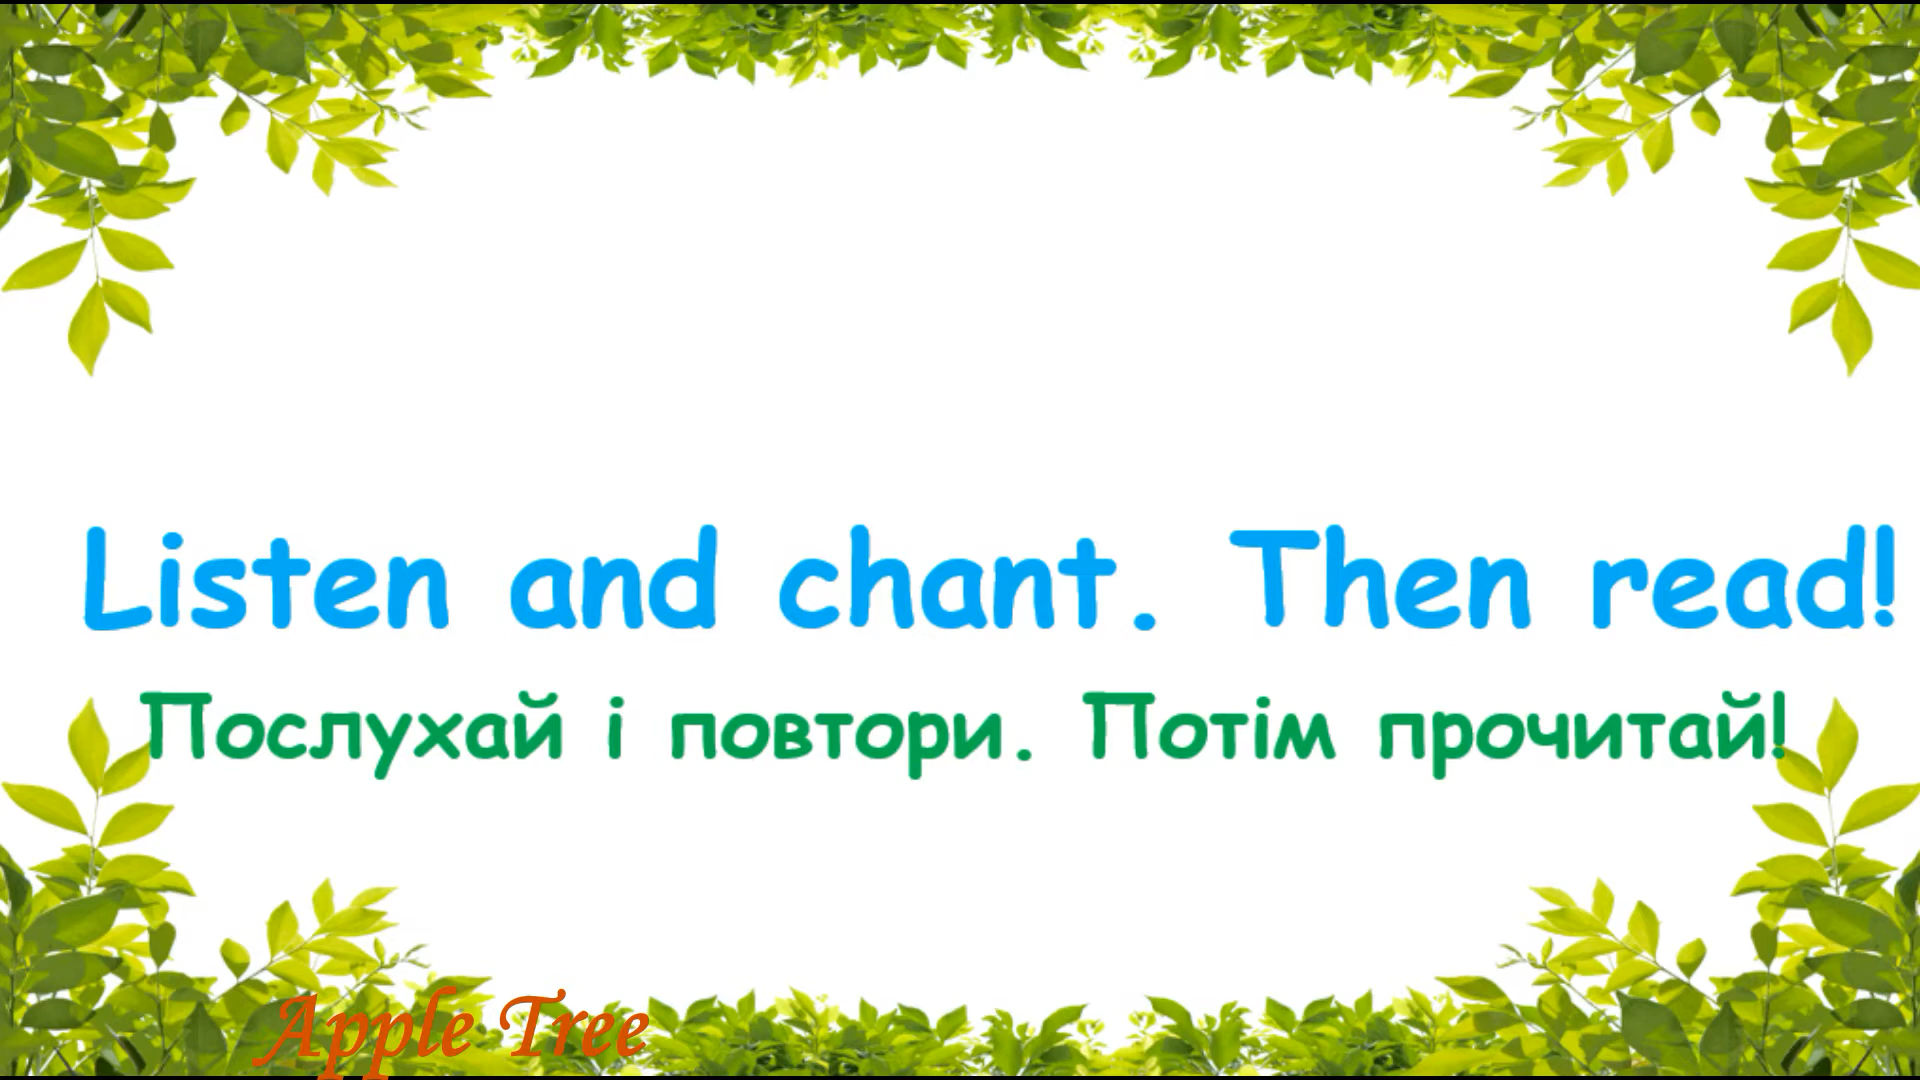 Listen and chant. Then read!
Послухай і повтори. Потім прочитай!
Apple Tree